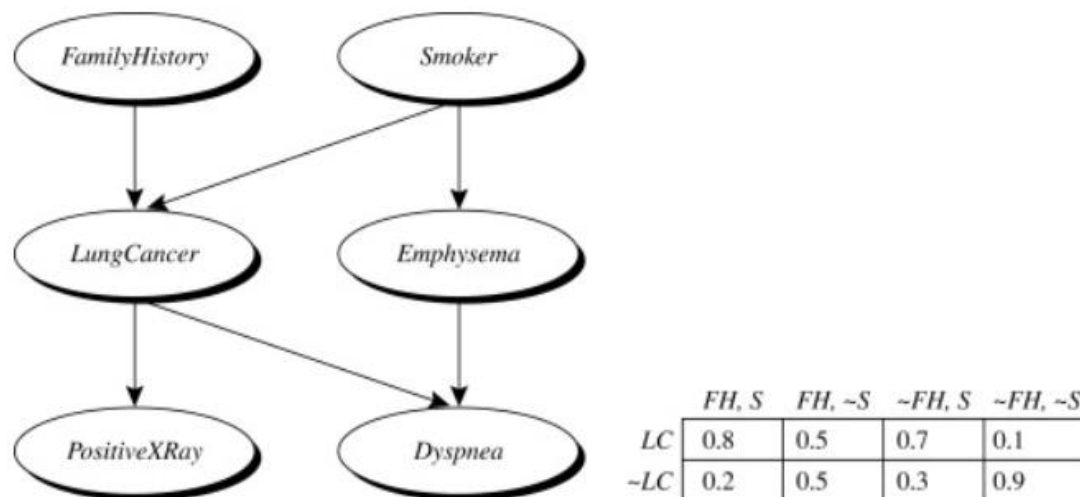 FamilyHistory Smoker
LungCancer Emphysema
PositiveXRay Dyspnea
FH, S FH, ~S ~FH, S ~FH, ~S
LC 0.8 0.5 0.7 0.1
~LC 0.2 0.5 0.3 0.9